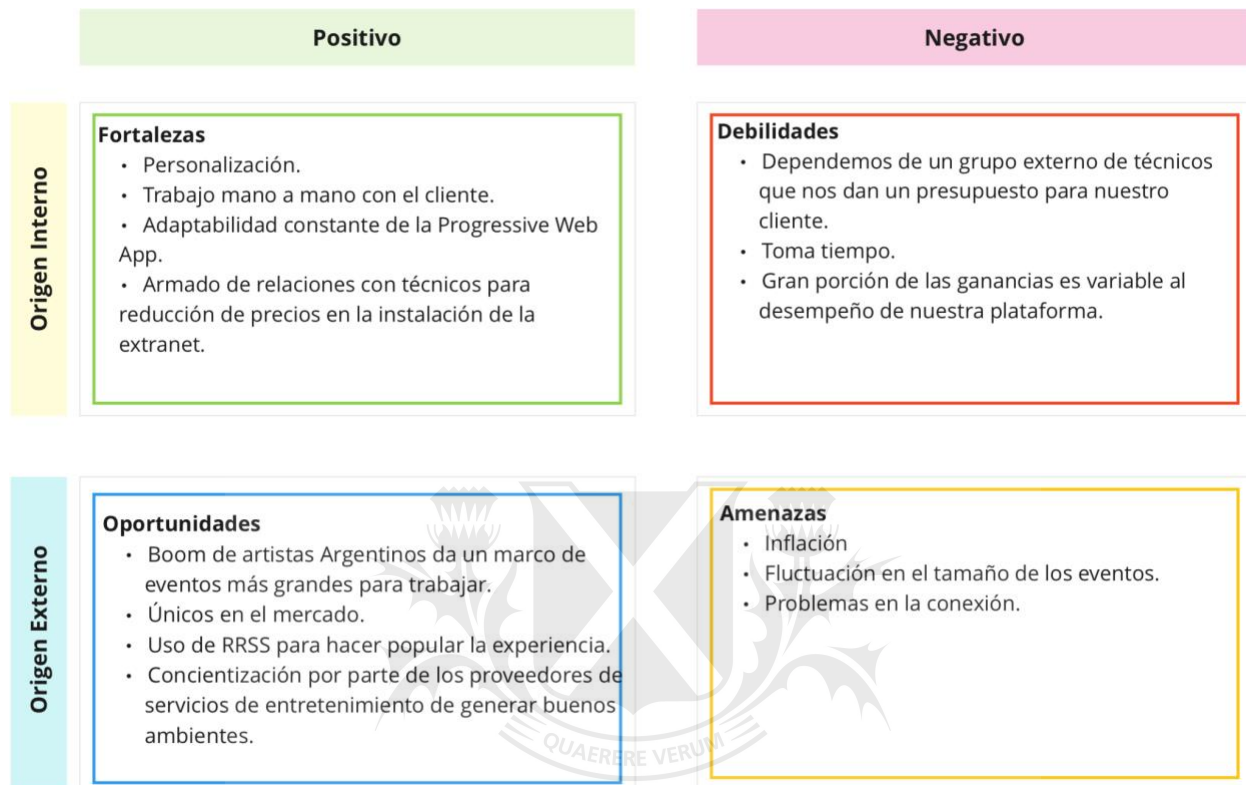 Positivo
Negativo
Origen Interno
Fortalezas
• Personalización.
• Trabajo mano a mano con el cliente.
• Adaptabilidad constante de la Progressive Web
App.
• Armado de relaciones con técnicos para
reducción de precios en la instalación de la
extranet.
Debilidades
• Dependemos de un grupo externo de técnicos
que nos dan un presupuesto para nuestro
cliente.
• Toma tiempo.
• Gran porción de las ganancias es variable al
desempeño de nuestra plataforma.
Origen Externo
Oportunidades
• Boom de artistas Argentinos da un marco de
eventos más grandes para trabajar.
• Únicos en el mercado.
• Uso de RRSS para hacer popular la experiencia.
• Concientización por parte de los proveedores de
servicios de entretenimiento de generar buenos
ambientes.
Amenazas
• Inflación
• Fluctuación en el tamaño de los eventos.
• Problemas en la conexión.
QUAERERE VERUM